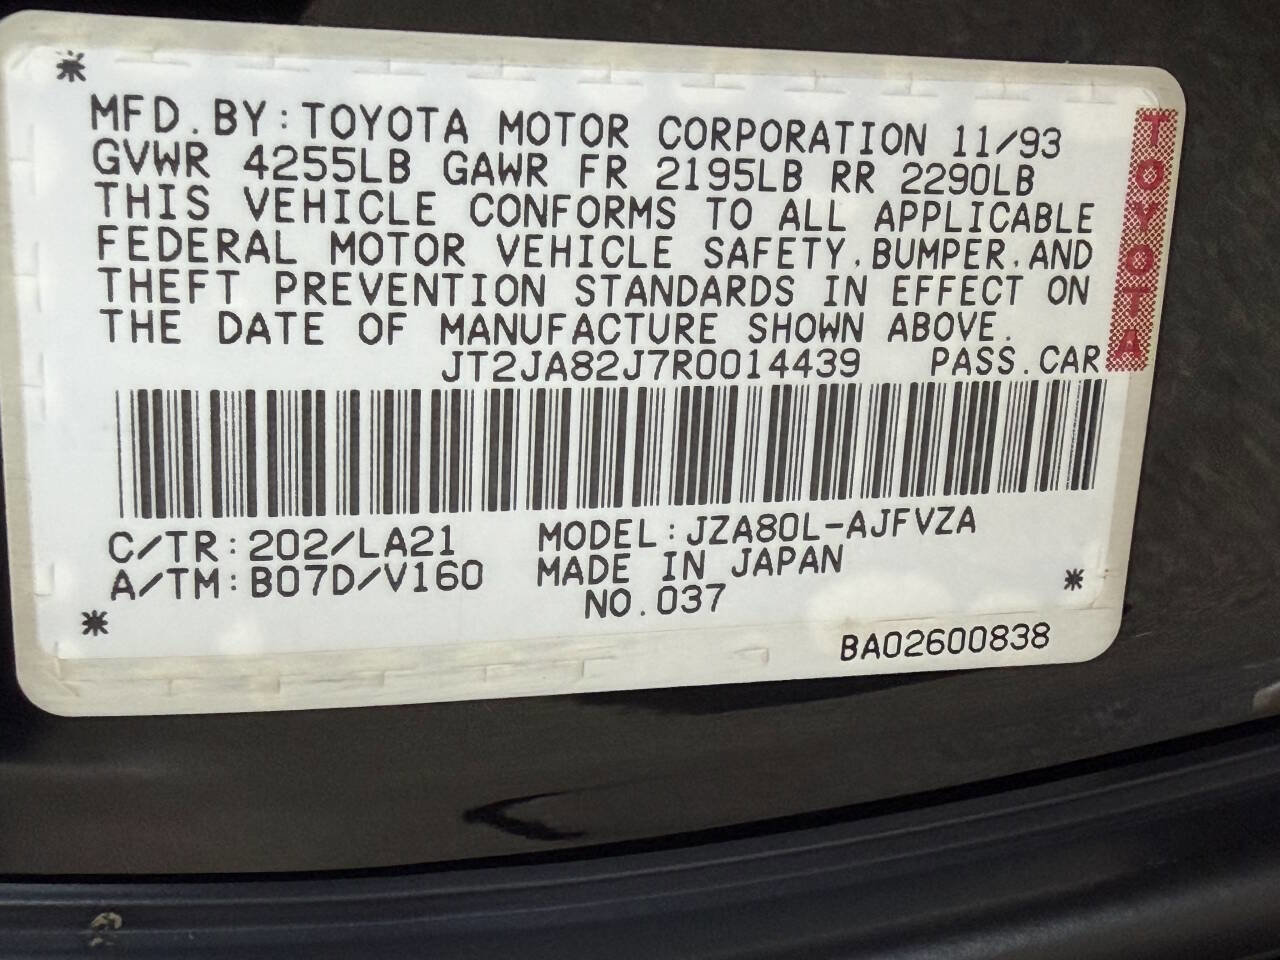 MFD.BY:TOYOTA MOTOR CORPORATION 11/93
GVWR 4255LB GAWR FR 2195LB RR 2290LB
THIS VEHICLE CONFORMS TO ALL APPLICABLE
FEDERAL MOTOR VEHICLE SAFETY,BUMPER,AND
THEFT PREVENTION STANDARDS IN EFFECT ON
THE DATE OF MANUFACTURE SHOWN ABOVE.
JT2JA82J7R0014439 PASS.CAR
C/TR:202/LA21 MODEL:JZA80L-AJFVZA
A/TM:B07D/V160 MADE IN JAPAN
NO.037
BA02600838
TOYOTA